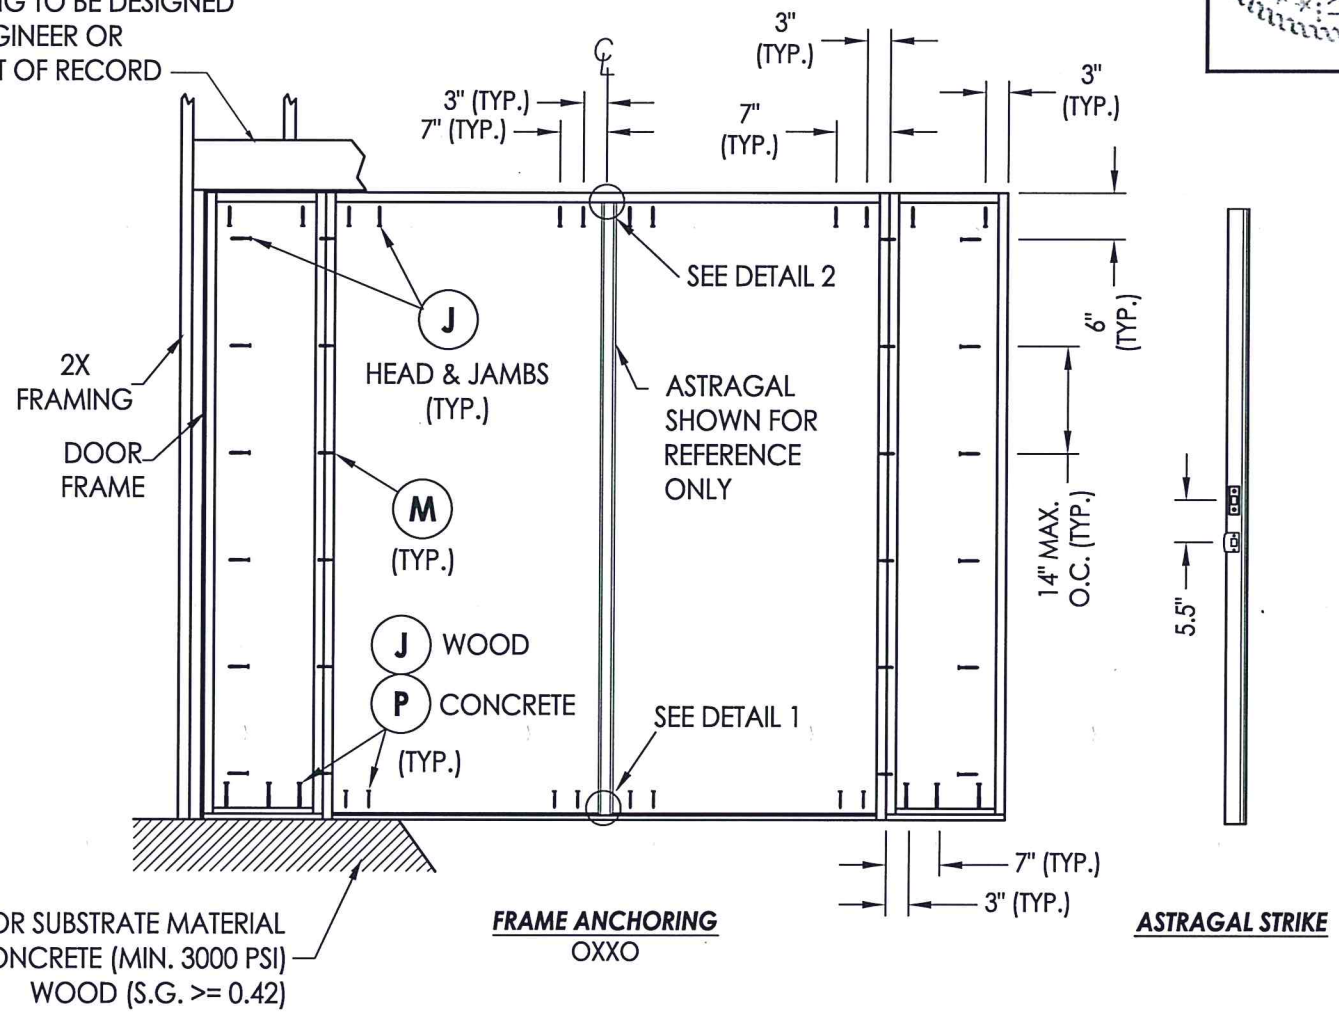 NG TO BE DESIGNED
GINEER OR
T OF RECORD
3" (TYP.)
7" (TYP.)
3"
(TYP.)
7"
(TYP.)
3"
(TYP.)
SEE DETAIL 2
6"
(TYP.)
J
HEAD & JAMBS
(TYP.)
2X
FRAMING
DOOR
FRAME
ASTRAGAL
SHOWN FOR
REFERENCE
ONLY
M
(TYP.)
14" MAX.
O.C. (TYP.)
5.5"
J WOOD
P CONCRETE
(TYP.)
SEE DETAIL 1
7" (TYP.)
3" (TYP.)
OR SUBSTRATE MATERIAL
ONCRETE (MIN. 3000 PSI)
WOOD (S.G. >= 0.42)
FRAME ANCHORING
OXXO
ASTRAGAL STRIKE